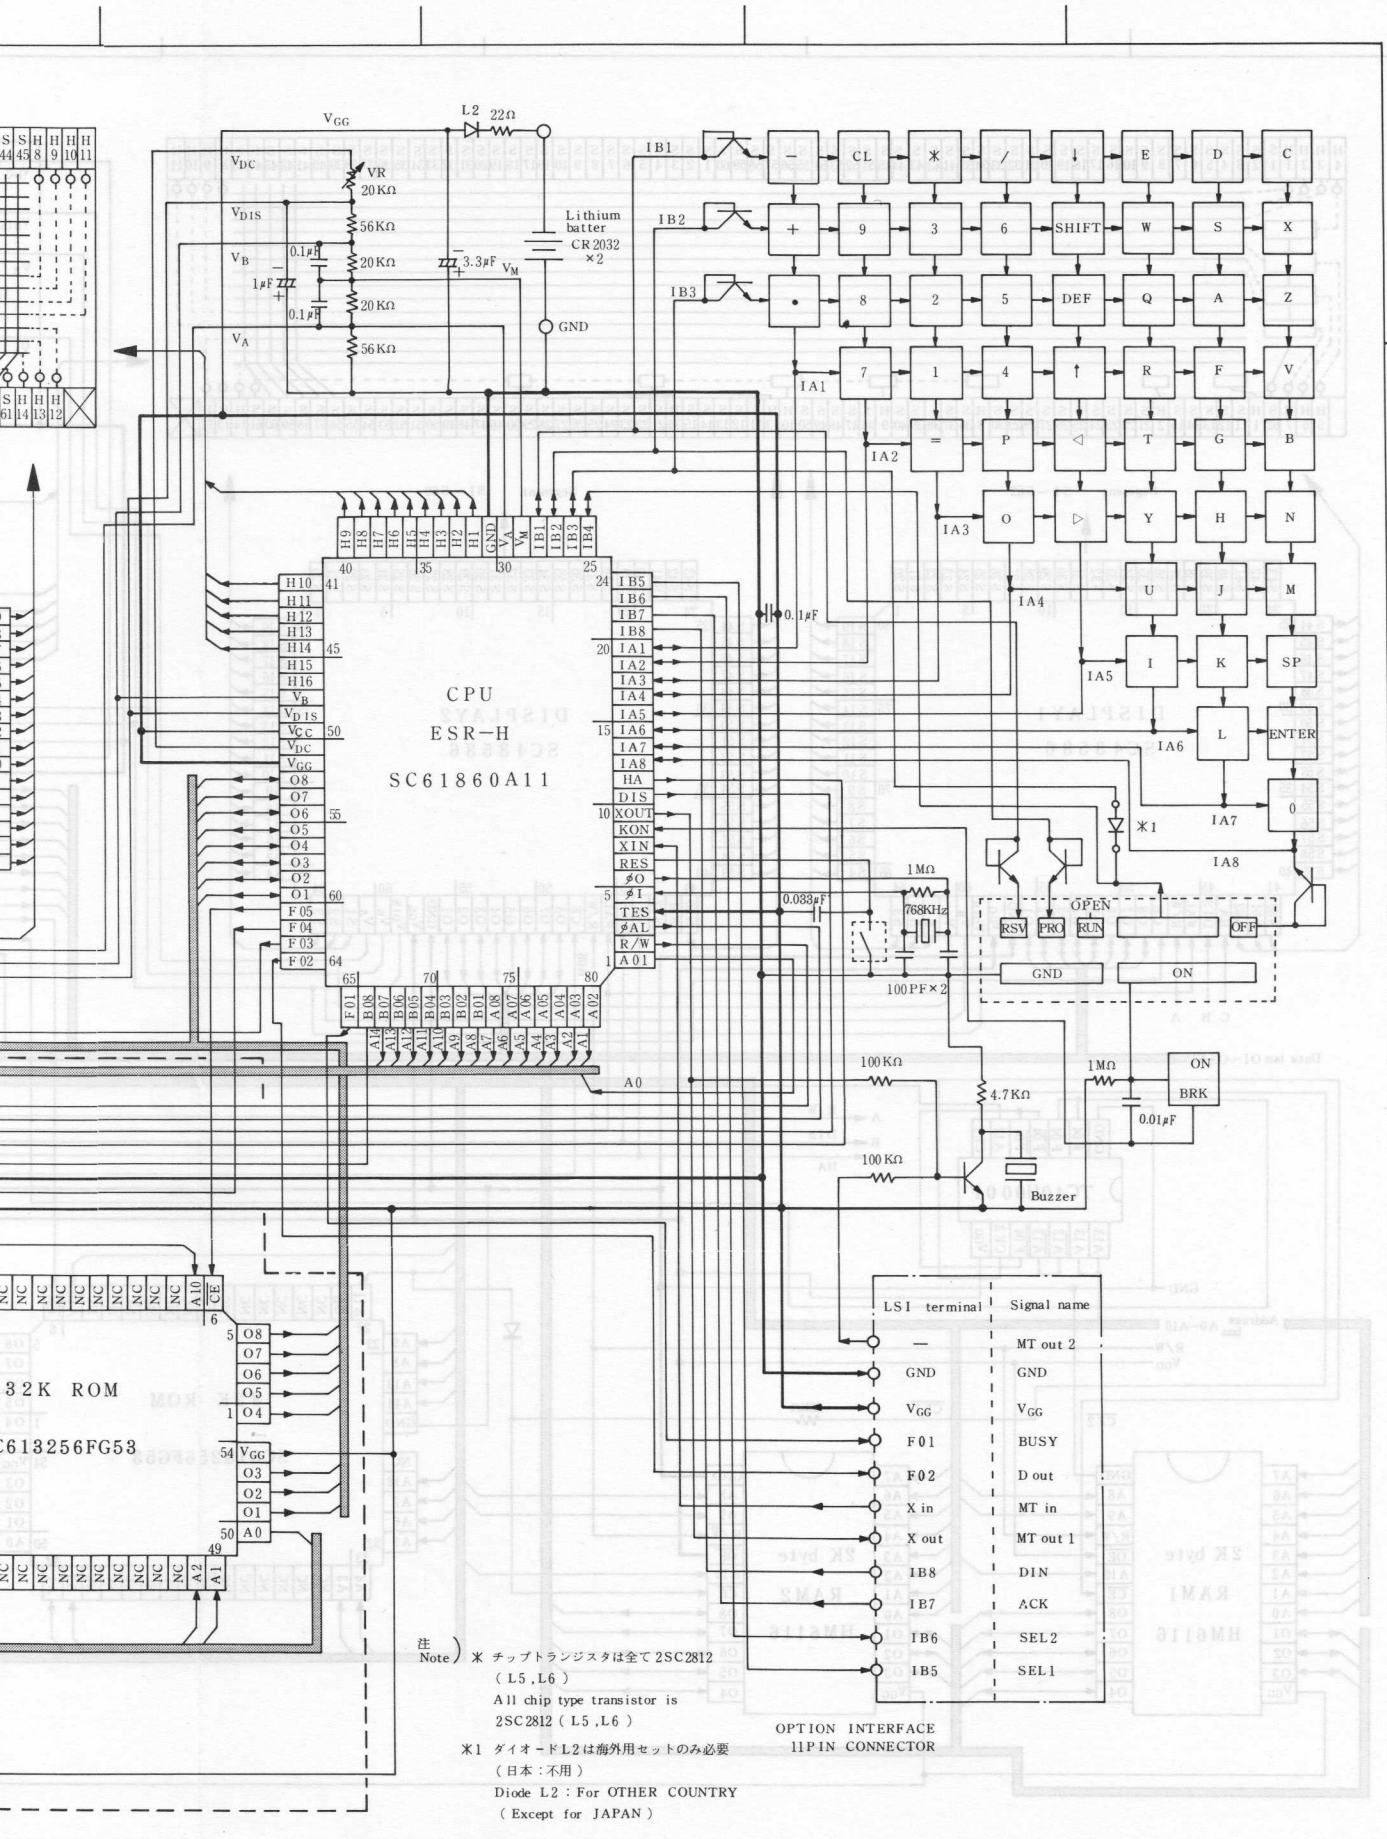 S 44 S 45 H 8 H 9 H 10 H 11
S 61 H 14 H 13 H 12
VGG
L2 22Ω
VDC
VR
20KΩ
VDIS
56KΩ
VB
0.1μF
20KΩ
1μF
3.3μF
VM
0.1μF
20KΩ
VA
56KΩ
Lithium
batter
CR2032
×2
GND
IB1 - CL * / ↓ E D C
IB2 + 9 3 6 SHIFT W S X
IB3 • 8 2 5 DEF Q A Z
IA1 7 1 4 ↑ R F V
IA2 = P ◁ T G B
IA3 O ▷ Y H N
IA4 U J M
IA5 I K SP
IA6 L ENTER
IA7 0
IA8
H9 H8 H7 H6 H5 H4 H3 H2 H1 GND VA VM IB1 IB2 IB3 IB4
40 35 30 25
H10 41
H11
H12
H13
H14 45
H15
H16
VB
VDIS
VCC 50
VDC
VGG
O8
O7
O6 55
O5
O4
O3
O2
O1 60
F05
F04
F03
F02 64
CPU
ESR-H
SC61860A11
24 IB5
IB6
IB7
IB8
20 IA1
IA2
IA3
IA4
IA5
15 IA6
IA7
IA8
HA
DIS
10 XOUT
KON
XIN
RES
φO
5 φI
TES
φAL
R/W
1 A01
65 70 75 80
F01 B08 B07 B06 B05 B04 B03 B02 B01 A08 A07 A06 A05 A04 A03 A02
A14 A13 A12 A11 A10 A9 A8 A7 A6 A5 A4 A3 A2 A1
A0
0.1μF
*1
1MΩ
0.033μF
768KHz
100PF×2
OPEN
RSV PRO RUN OFF
GND ON
100KΩ
4.7KΩ
1MΩ
ON
BRK
0.01μF
100KΩ
Buzzer
NC NC NC NC NC NC NC NC NC NC A10 CE
6
5 O8
O7
O6
O5
1 O4
32K ROM
C613256FG53
54 VGG
O3
O2
O1
50 A0
49
NC NC NC NC NC NC NC NC NC NC A2 A1
LSI terminal Signal name
— MT out 2
GND GND
VGG VGG
F01 BUSY
F02 D out
X in MT in
X out MT out 1
IB8 DIN
IB7 ACK
IB6 SEL2
IB5 SEL1
OPTION INTERFACE
11PIN CONNECTOR
注
Note) * チップトランジスタは全て2SC2812
(L5,L6)
All chip type transistor is
2SC2812 (L5,L6)
*1 ダイオードL2は海外用セットのみ必要
(日本:不用)
Diode L2 : For OTHER COUNTRY
(Except for JAPAN)